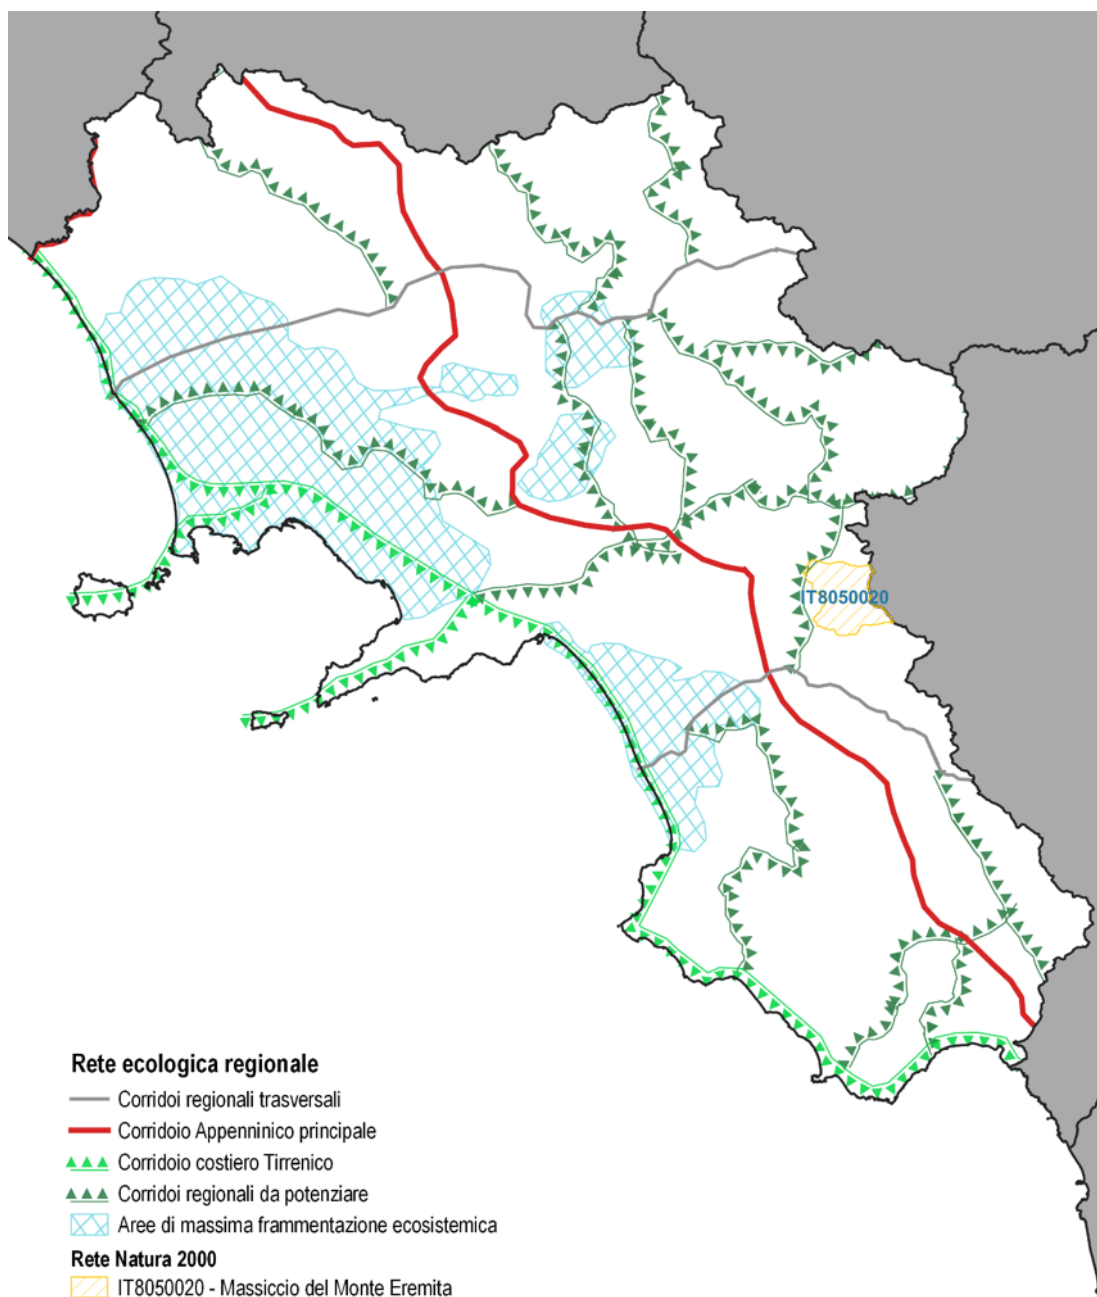 IT8050020
Rete ecologica regionale
Corridoi regionali trasversali
Corridoio Appenninico principale
Corridoio costiero Tirrenico
Corridoi regionali da potenziare
Aree di massima frammentazione ecosistemica
Rete Natura 2000
IT8050020 - Massiccio del Monte Eremita